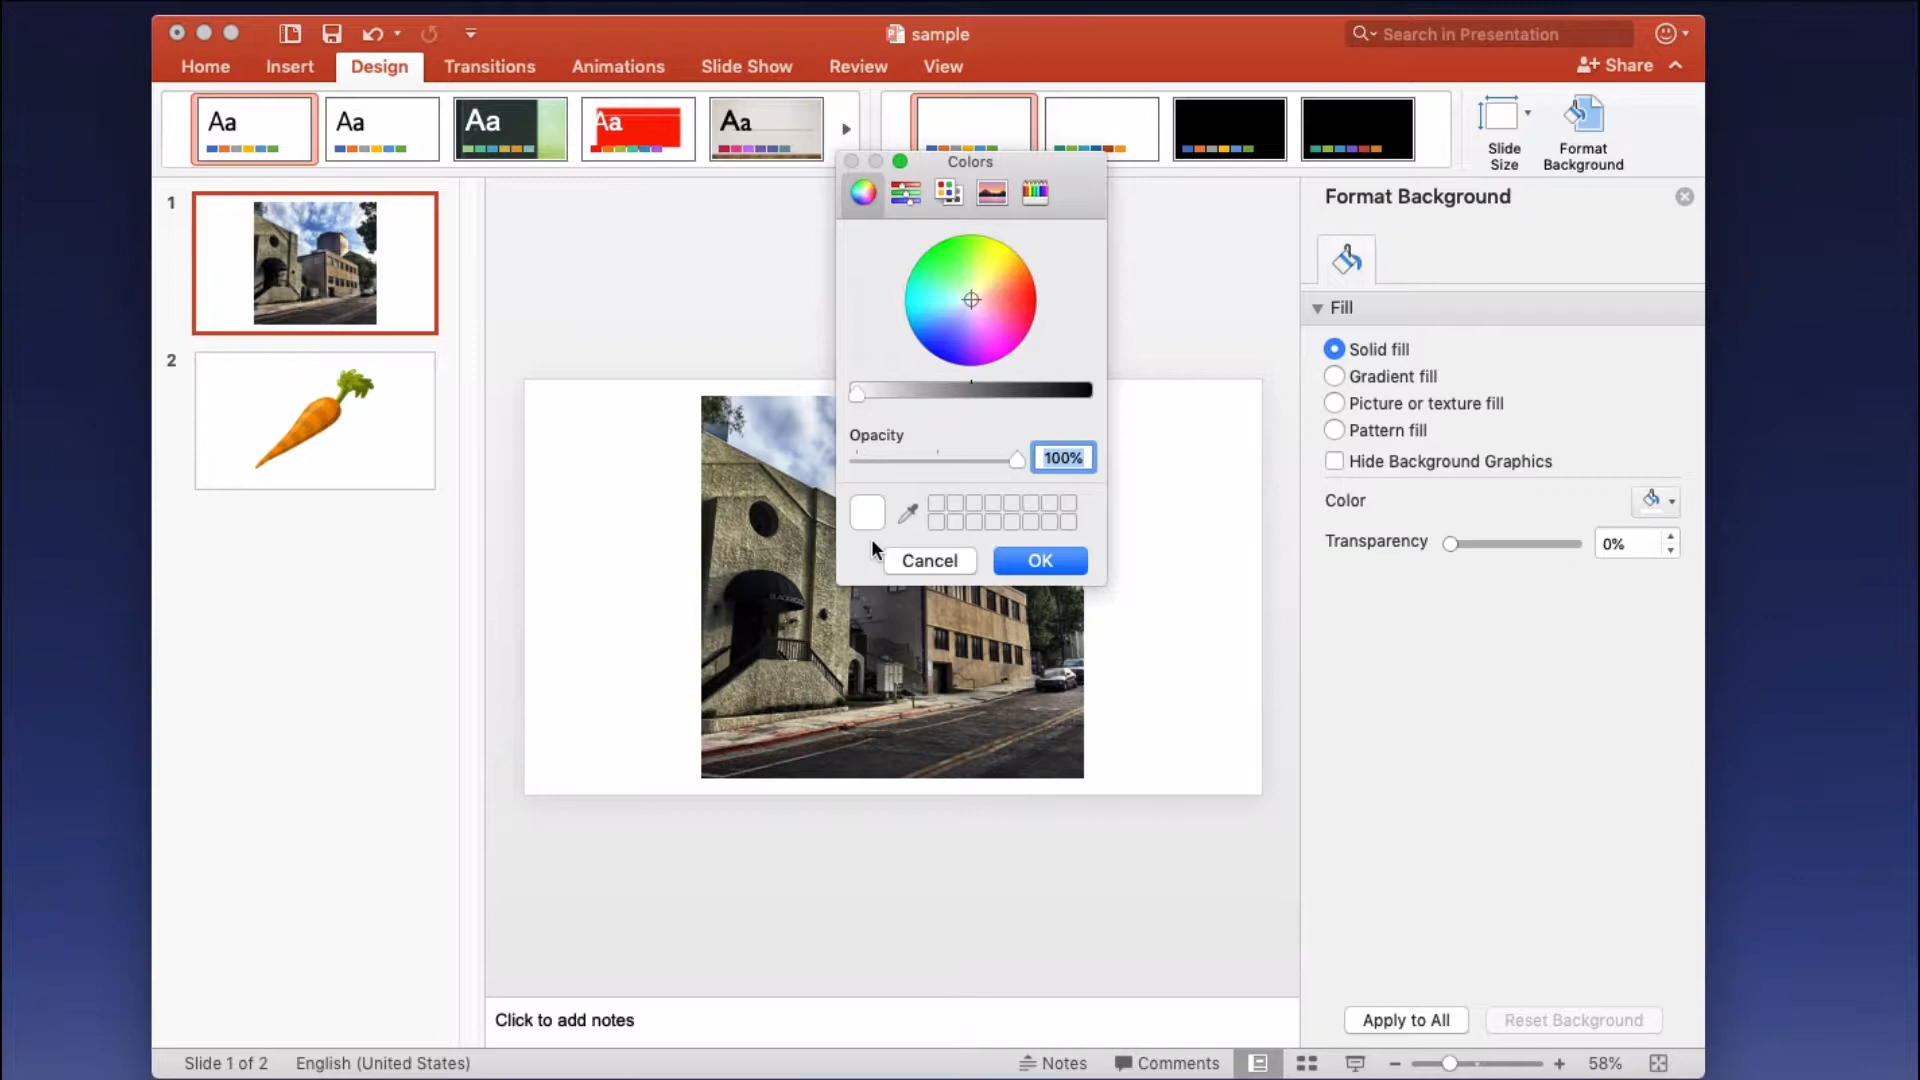 sample
Search in Presentation
Home
Insert
Design
Transitions
Animations
Slide Show
Review
View
Share
Aa
Aa
Aa
Aa
Aa
Slide
Size
Format
Background
Colors
1
2
Opacity
100%
Cancel
OK
Format Background
Fill
Solid fill
Gradient fill
Picture or texture fill
Pattern fill
Hide Background Graphics
Color
Transparency
0%
Apply to All
Reset Background
Click to add notes
Slide 1 of 2
English (United States)
Notes
Comments
58%